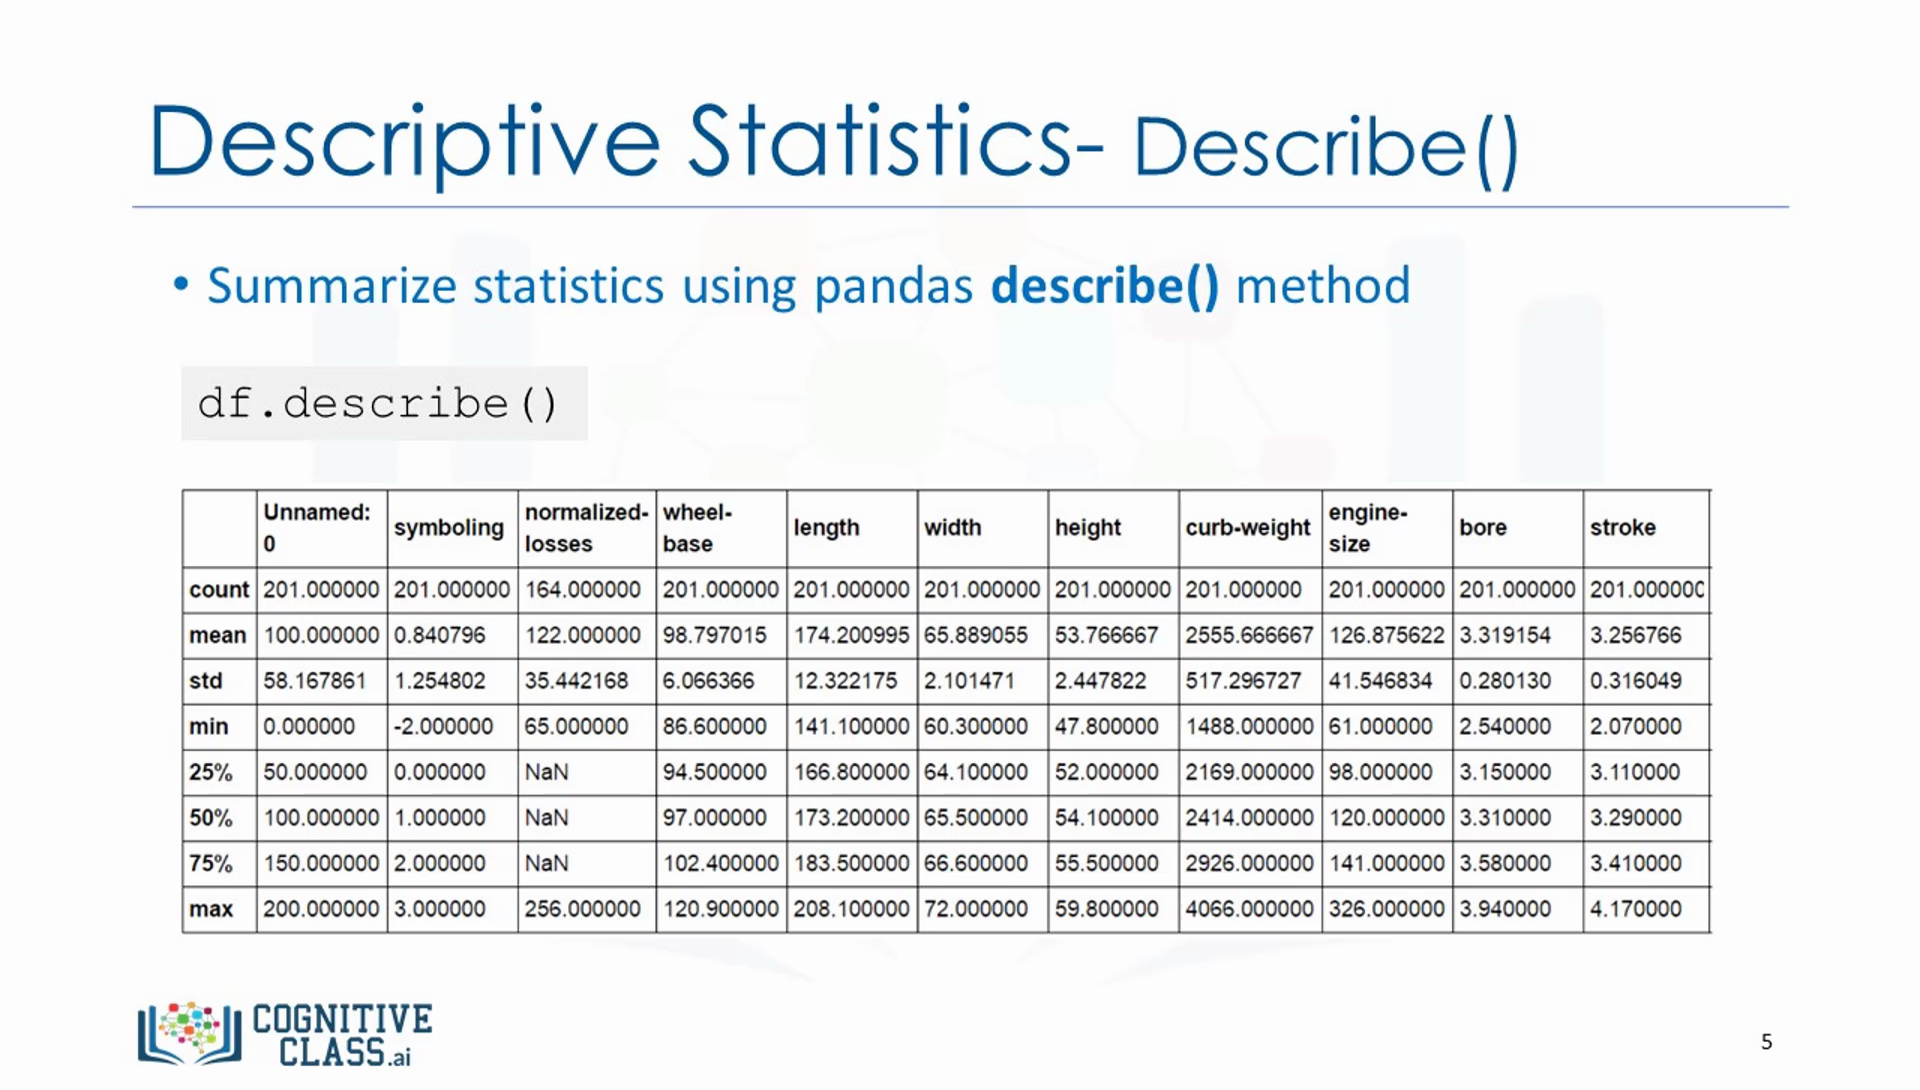 Descriptive Statistics- Describe()
• Summarize statistics using pandas describe() method
df.describe()
Unnamed: 0 symboling normalized-losses wheel-base length width height curb-weight engine-size bore stroke
count 201.000000 201.000000 164.000000 201.000000 201.000000 201.000000 201.000000 201.000000 201.000000 201.000000 201.000000
mean 100.000000 0.840796 122.000000 98.797015 174.200995 65.889055 53.766667 2555.666667 126.875622 3.319154 3.256766
std 58.167861 1.254802 35.442168 6.066366 12.322175 2.101471 2.447822 517.296727 41.546834 0.280130 0.316049
min 0.000000 -2.000000 65.000000 86.600000 141.100000 60.300000 47.800000 1488.000000 61.000000 2.540000 2.070000
25% 50.000000 0.000000 NaN 94.500000 166.800000 64.100000 52.000000 2169.000000 98.000000 3.150000 3.110000
50% 100.000000 1.000000 NaN 97.000000 173.200000 65.500000 54.100000 2414.000000 120.000000 3.310000 3.290000
75% 150.000000 2.000000 NaN 102.400000 183.500000 66.600000 55.500000 2926.000000 141.000000 3.580000 3.410000
max 200.000000 3.000000 256.000000 120.900000 208.100000 72.000000 59.800000 4066.000000 326.000000 3.940000 4.170000
COGNITIVE
CLASS.ai
5